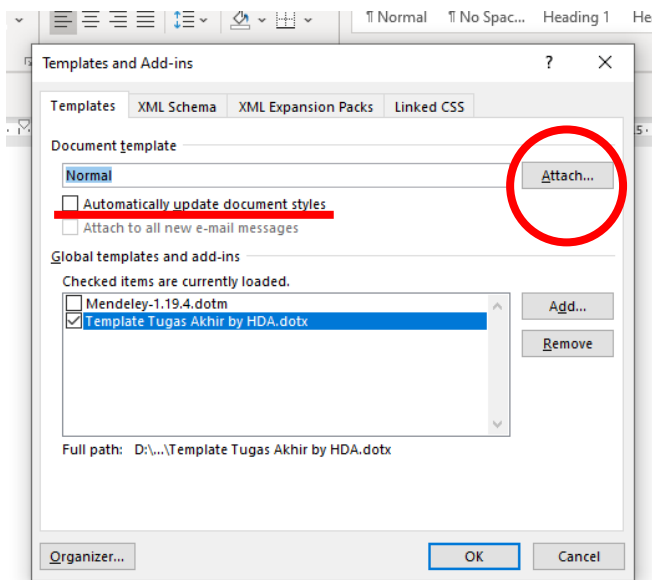 ¶ Normal ¶ No Spac... Heading 1 He
Templates and Add-ins ? ×
Templates XML Schema XML Expansion Packs Linked CSS
5
Document template
Normal Attach...
Automatically update document styles
Attach to all new e-mail messages
Global templates and add-ins
Checked items are currently loaded.
Mendeley-1.19.4.dotm Add...
Template Tugas Akhir by HDA.dotx
Remove
Full path: D:\...\Template Tugas Akhir by HDA.dotx
Organizer... OK Cancel